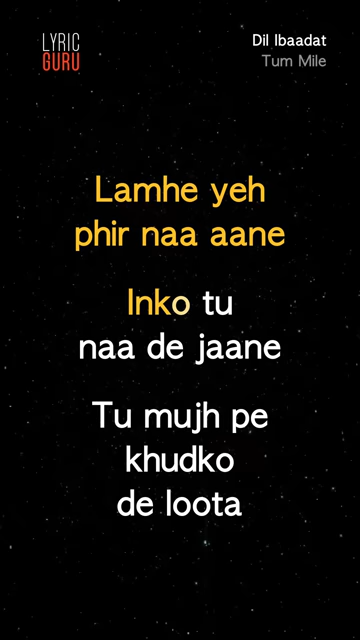 LYRIC
GURU
Dil Ibaadat
Tum Mile
Lamhe yeh
phir naa aane
Inko tu
naa de jaane
Tu mujh pe
khudko
de loota